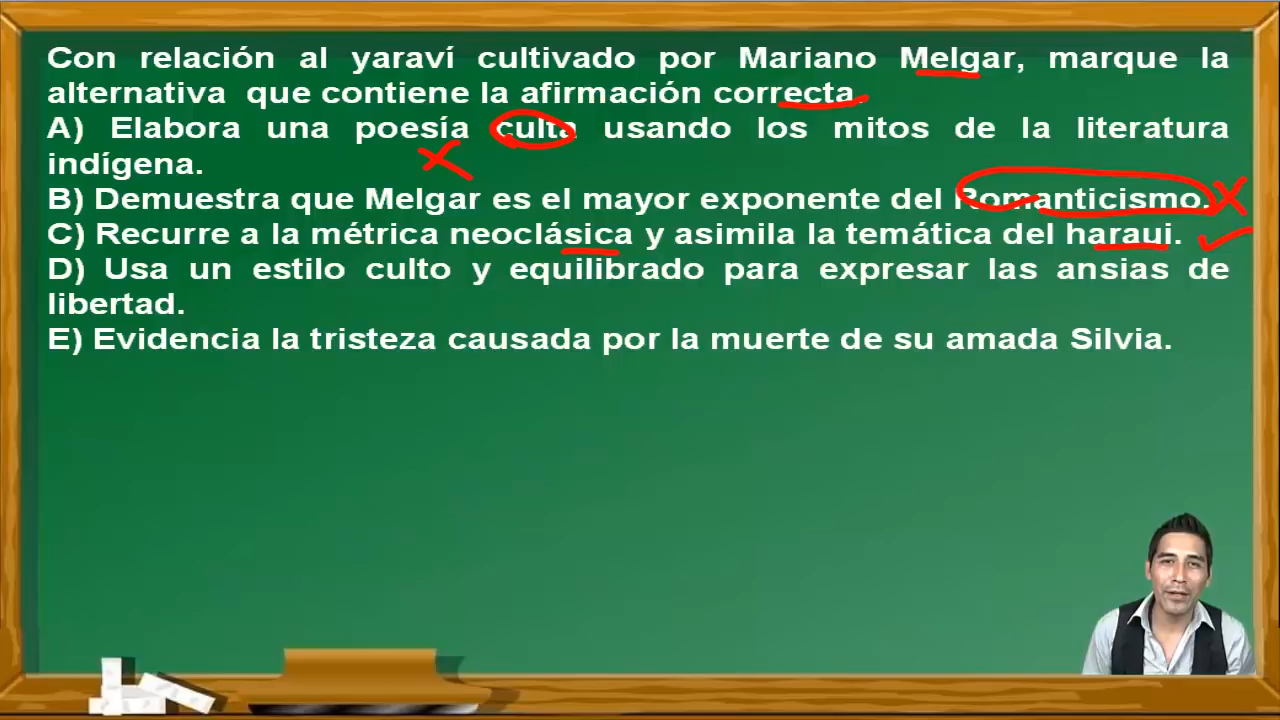 Con relación al yaraví cultivado por Mariano Melgar, marque la
alternativa que contiene la afirmación correcta.
A) Elabora una poesía culta usando los mitos de la literatura
indígena.
B) Demuestra que Melgar es el mayor exponente del Romanticismo.
C) Recurre a la métrica neoclásica y asimila la temática del haraui.
D) Usa un estilo culto y equilibrado para expresar las ansias de
libertad.
E) Evidencia la tristeza causada por la muerte de su amada Silvia.